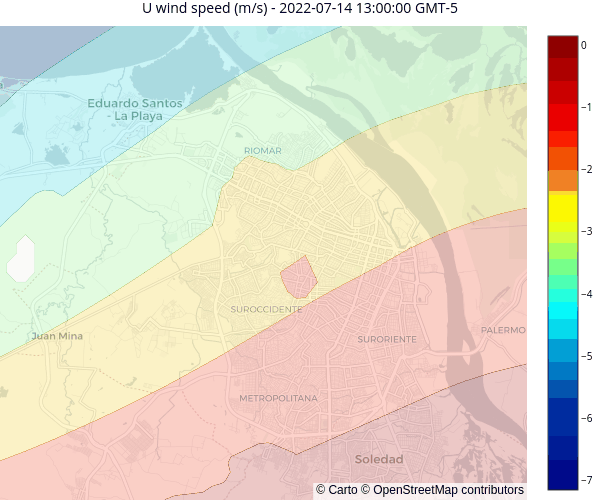 U wind speed (m/s) - 2022-07-14 13:00:00 GMT-5
0
Eduardo Santos
- La Playa
−1
RIOMAR
−2
−3
−4
SUROCCIDENTE
Juan Mina
SURORIENTE
PALERMO
−5
METROPOLITANA
−6
Soledad
−7
© Carto © OpenStreetMap contributors